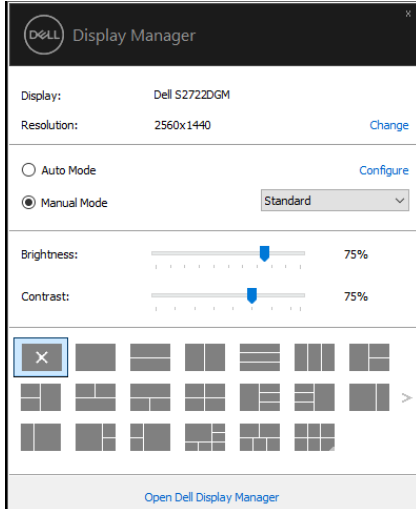 x
DELL Display Manager
Display: Dell S2722DGM
Resolution: 2560x1440 Change
Auto Mode Configure
Manual Mode Standard
Brightness: 75%
Contrast: 75%
Open Dell Display Manager